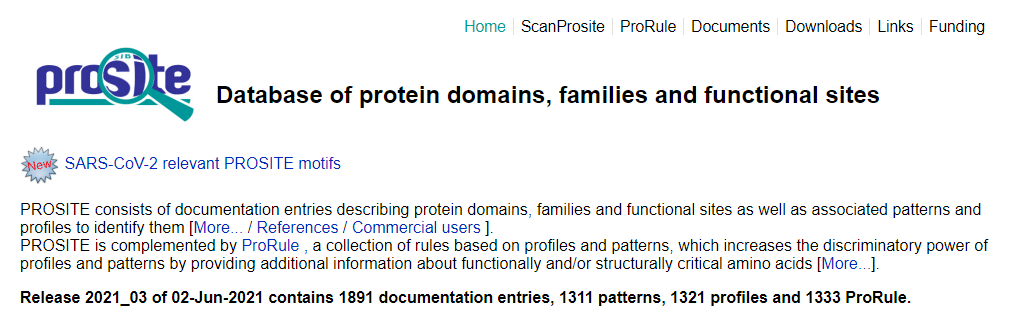 Home ScanProsite ProRule Documents Downloads Links Funding
SIB
prosite
Database of protein domains, families and functional sites
New SARS-CoV-2 relevant PROSITE motifs
PROSITE consists of documentation entries describing protein domains, families and functional sites as well as associated patterns and
profiles to identify them [More... / References / Commercial users ].
PROSITE is complemented by ProRule , a collection of rules based on profiles and patterns, which increases the discriminatory power of
profiles and patterns by providing additional information about functionally and/or structurally critical amino acids [More...].
Release 2021_03 of 02-Jun-2021 contains 1891 documentation entries, 1311 patterns, 1321 profiles and 1333 ProRule.